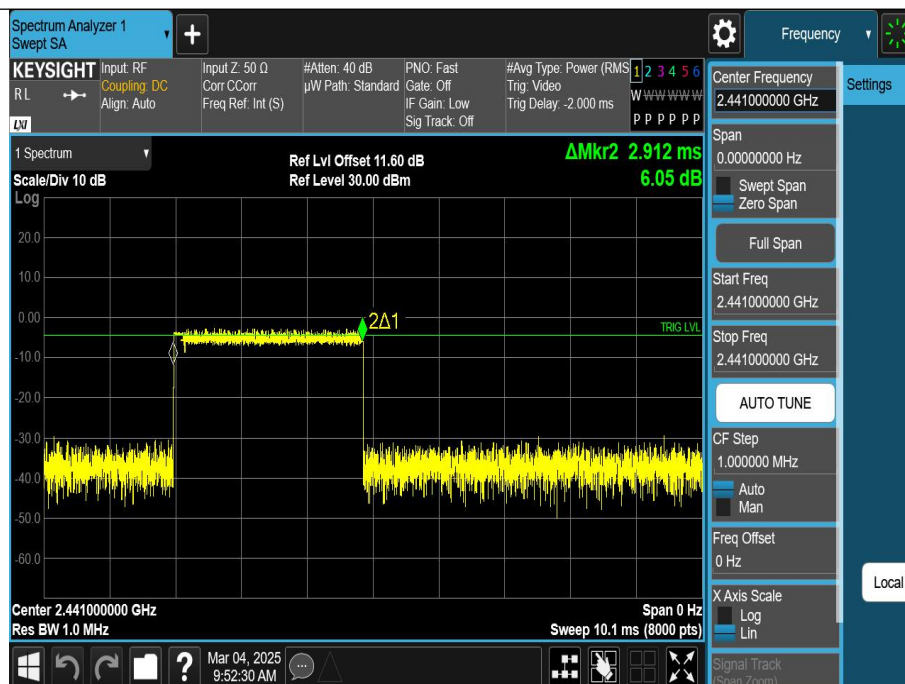 Spectrum Analyzer 1
Swept SA
+
Frequency
KEYSIGHT
RL
LXI
Input: RF
Coupling: DC
Align: Auto
Input Z: 50 Ω
Corr CCorr
Freq Ref: Int (S)
#Atten: 40 dB
µW Path: Standard
PNO: Fast
Gate: Off
IF Gain: Low
Sig Track: Off
#Avg Type: Power (RMS
Trig: Video
Trig Delay: -2.000 ms
1 2 3 4 5 6
W W W W W W
P P P P P P
1 Spectrum
Scale/Div 10 dB
Ref Lvl Offset 11.60 dB
Ref Level 30.00 dBm
ΔMkr2 2.912 ms
6.05 dB
Log
20.0
10.0
0.00
-10.0
-20.0
-30.0
-40.0
-50.0
-60.0
2Δ1
TRIG LVL
Center 2.441000000 GHz
Res BW 1.0 MHz
Span 0 Hz
Sweep 10.1 ms (8000 pts)
?
Mar 04, 2025
9:52:30 AM
Center Frequency
2.441000000 GHz
Span
0.00000000 Hz
Swept Span
Zero Span
Full Span
Start Freq
2.441000000 GHz
Stop Freq
2.441000000 GHz
AUTO TUNE
CF Step
1.000000 MHz
Auto
Man
Freq Offset
0 Hz
X Axis Scale
Log
Lin
Signal Track
(Span Zoom)
Settings
Local